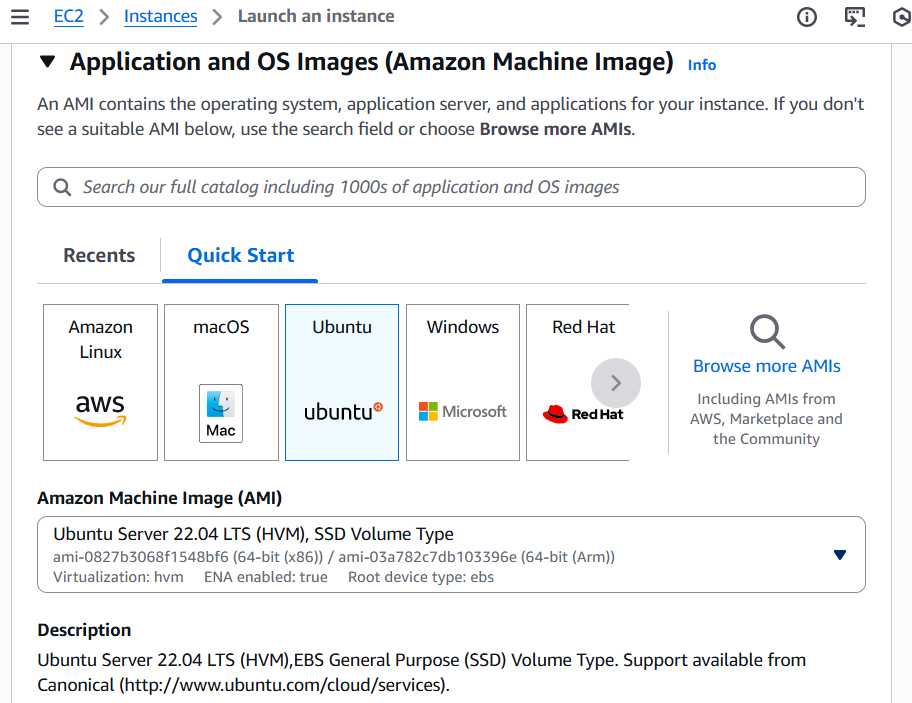 EC2 > Instances > Launch an instance
▼ Application and OS Images (Amazon Machine Image) Info
An AMI contains the operating system, application server, and applications for your instance. If you don't
see a suitable AMI below, use the search field or choose Browse more AMIs.
Search our full catalog including 1000s of application and OS images
Recents Quick Start
Amazon
Linux
aws
macOS
Mac
Ubuntu
ubuntu
Windows
Microsoft
Red Hat
Red Hat
Browse more AMIs
Including AMIs from
AWS, Marketplace and
the Community
Amazon Machine Image (AMI)
Ubuntu Server 22.04 LTS (HVM), SSD Volume Type
ami-0827b3068f1548bf6 (64-bit (x86)) / ami-03a782c7db103396e (64-bit (Arm))
Virtualization: hvm ENA enabled: true Root device type: ebs
Description
Ubuntu Server 22.04 LTS (HVM),EBS General Purpose (SSD) Volume Type. Support available from
Canonical (http://www.ubuntu.com/cloud/services).